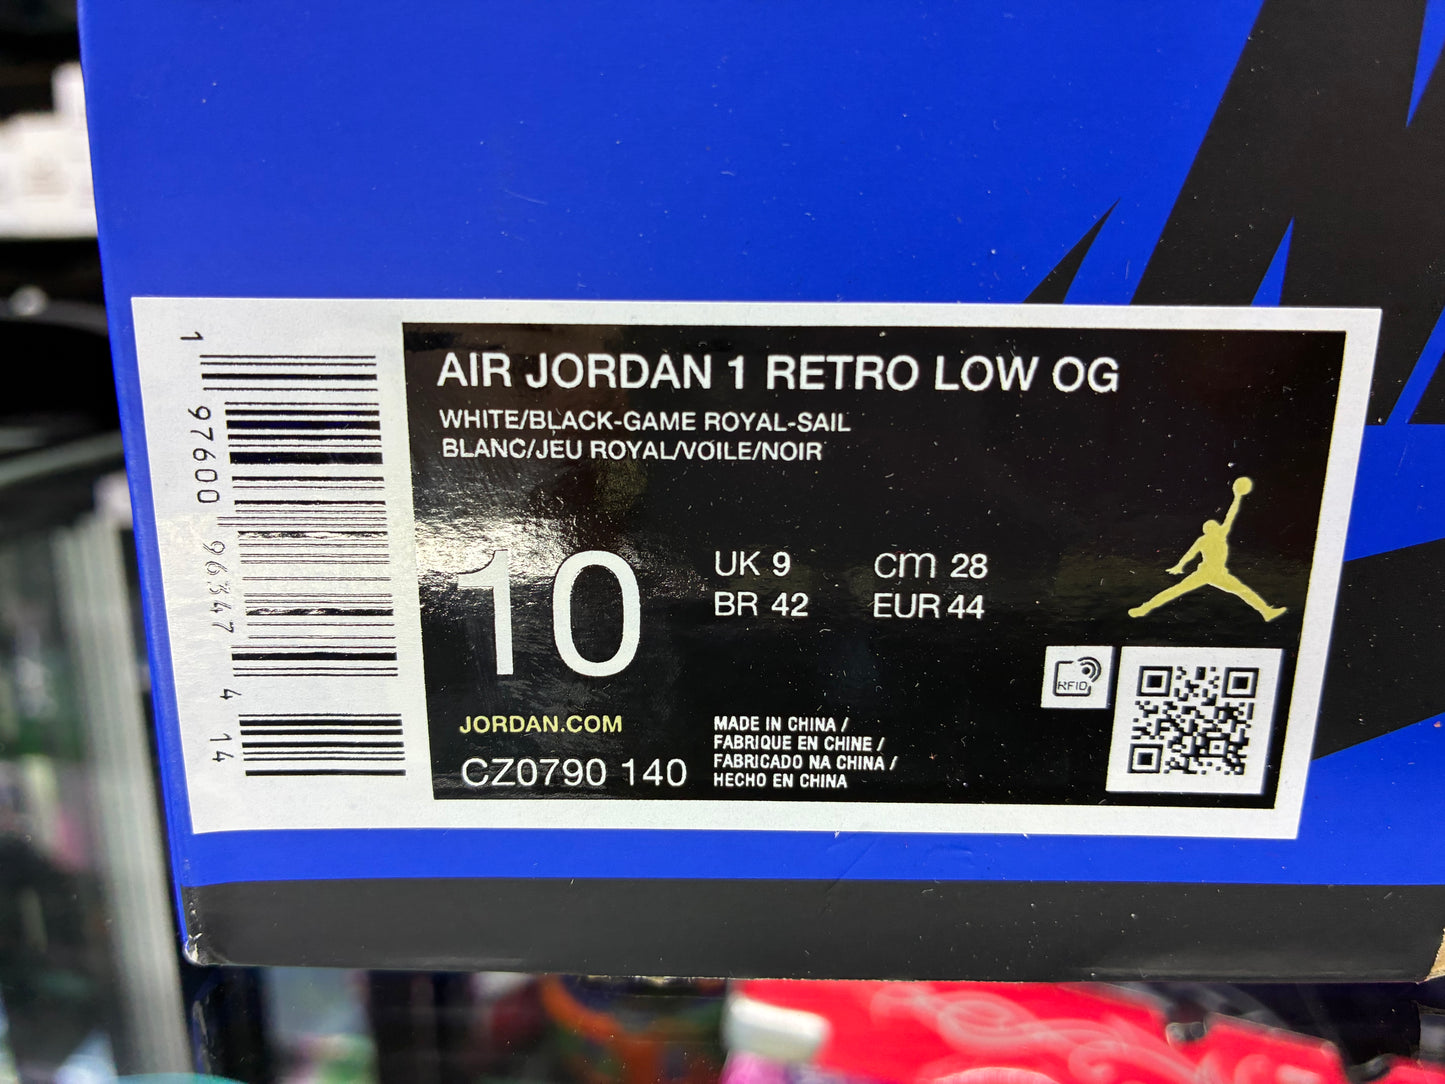 AIR JORDAN 1 RETRO LOW OG
WHITE/BLACK-GAME ROYAL-SAIL
BLANC/JEU ROYAL/VOILE/NOIR
10
UK 9
cm 28
BR 42
EUR 44
RFID
JORDAN.COM
CZ0790 140
MADE IN CHINA /
FABRIQUE EN CHINE /
FABRICADO NA CHINA /
HECHO EN CHINA
1 97600 96347 4 14